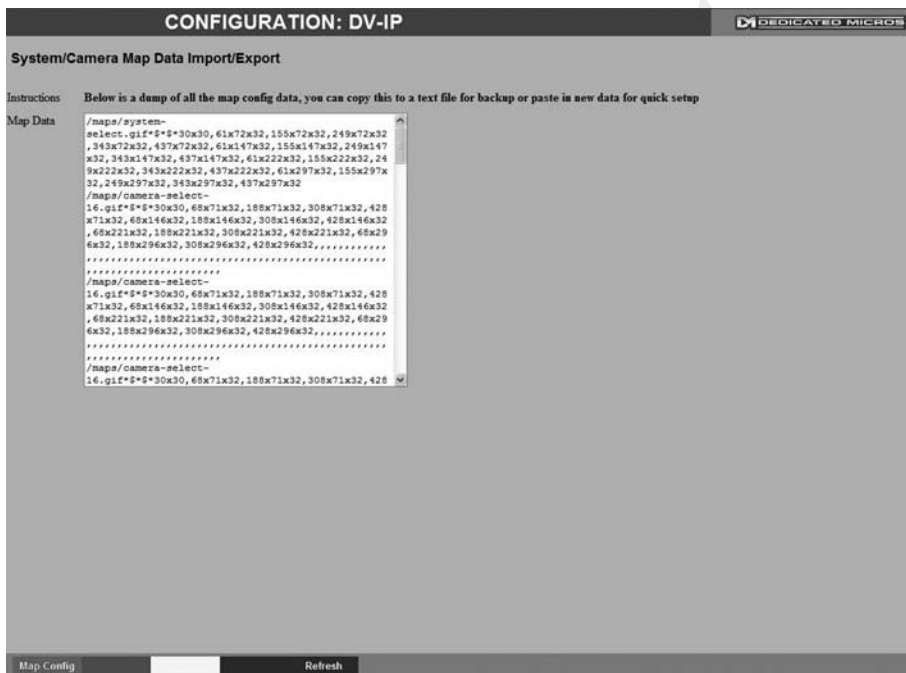 CONFIGURATION: DV-IP
DEDICATED MICROS
System/Camera Map Data Import/Export
Instructions Below is a dump of all the map config data, you can copy this to a text file for backup or paste in new data for quick setup
Map Data
/maps/system-
select.gif*$*$*30x30,61x72x32,155x72x32,249x72x32
,343x72x32,437x72x32,61x147x32,155x147x32,249x147
x32,343x147x32,437x147x32,61x222x32,155x222x32,24
9x222x32,343x222x32,437x222x32,61x297x32,155x297x
32,249x297x32,343x297x32,437x297x32
/maps/camera-select-
16.gif*$*$*30x30,68x71x32,188x71x32,308x71x32,428
x71x32,68x146x32,188x146x32,308x146x32,428x146x32
,68x221x32,188x221x32,308x221x32,428x221x32,68x29
6x32,188x296x32,308x296x32,428x296x32,,,,,,,,,,,,
,,,,,,,,,,,,,,,,,,,,,,,,,,,,,,,,,,,,,,,,,,,,,,,,,
,,,,,,,,,,,,,,,,,,,,,,
/maps/camera-select-
16.gif*$*$*30x30,68x71x32,188x71x32,308x71x32,428
x71x32,68x146x32,188x146x32,308x146x32,428x146x32
,68x221x32,188x221x32,308x221x32,428x221x32,68x29
6x32,188x296x32,308x296x32,428x296x32,,,,,,,,,,,,
,,,,,,,,,,,,,,,,,,,,,,,,,,,,,,,,,,,,,,,,,,,,,,,,,
,,,,,,,,,,,,,,,,,,,,,,
/maps/camera-select-
16.gif*$*$*30x30,68x71x32,188x71x32,308x71x32,428
Map Config Refresh